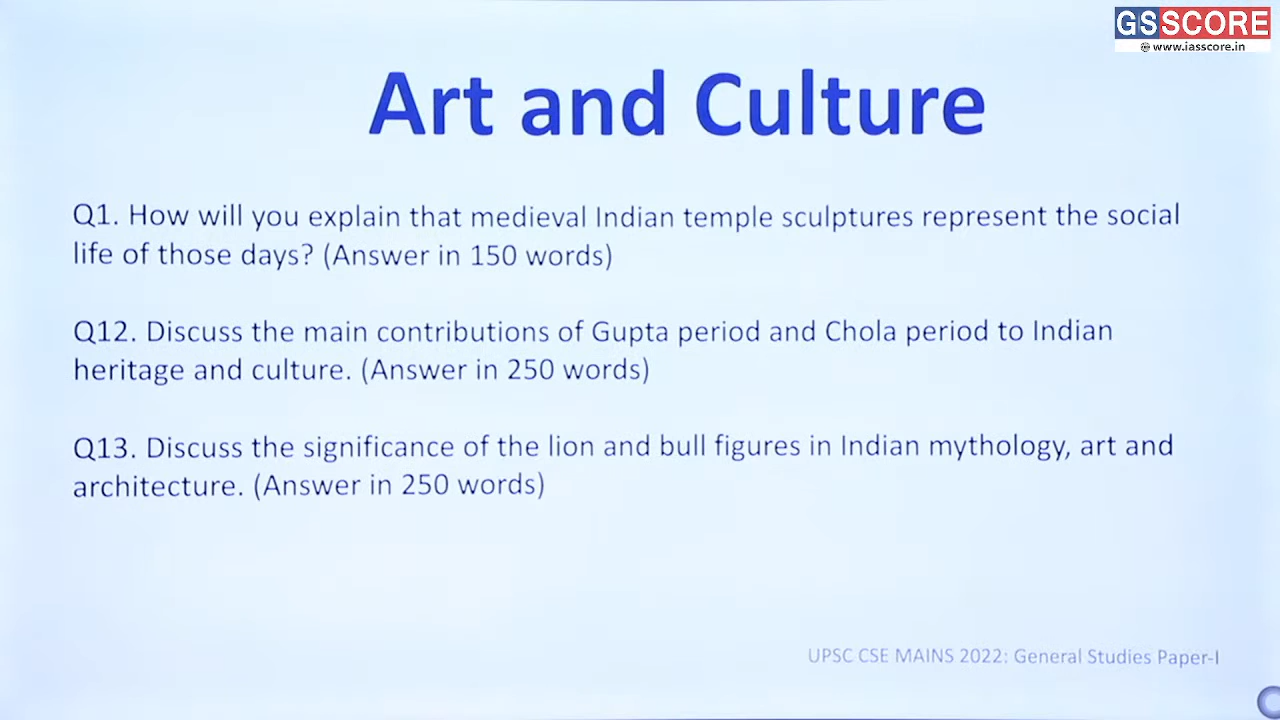 GSSCORE
www.iasscore.in
Art and Culture
Q1. How will you explain that medieval Indian temple sculptures represent the social
life of those days? (Answer in 150 words)
Q12. Discuss the main contributions of Gupta period and Chola period to Indian
heritage and culture. (Answer in 250 words)
Q13. Discuss the significance of the lion and bull figures in Indian mythology, art and
architecture. (Answer in 250 words)
UPSC CSE MAINS 2022: General Studies Paper-I